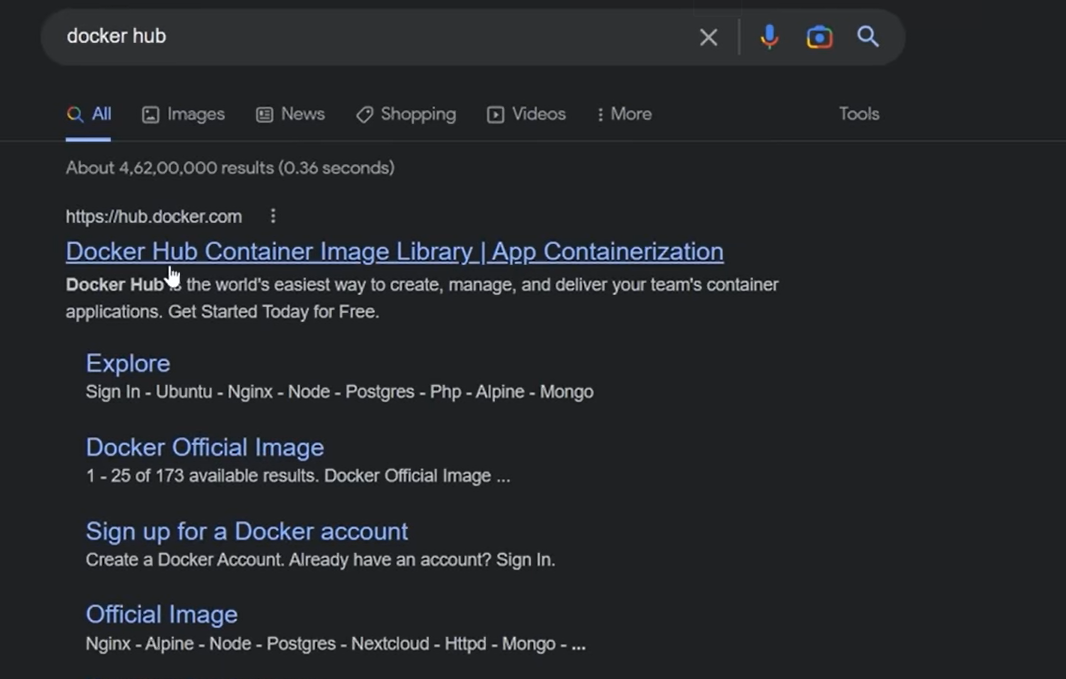 docker hub
All Images News Shopping Videos More Tools
About 4,62,00,000 results (0.36 seconds)
https://hub.docker.com
Docker Hub Container Image Library | App Containerization
Docker Hub is the world's easiest way to create, manage, and deliver your team's container
applications. Get Started Today for Free.
Explore
Sign In - Ubuntu - Nginx - Node - Postgres - Php - Alpine - Mongo
Docker Official Image
1 - 25 of 173 available results. Docker Official Image ...
Sign up for a Docker account
Create a Docker Account. Already have an account? Sign In.
Official Image
Nginx - Alpine - Node - Postgres - Nextcloud - Httpd - Mongo - ...